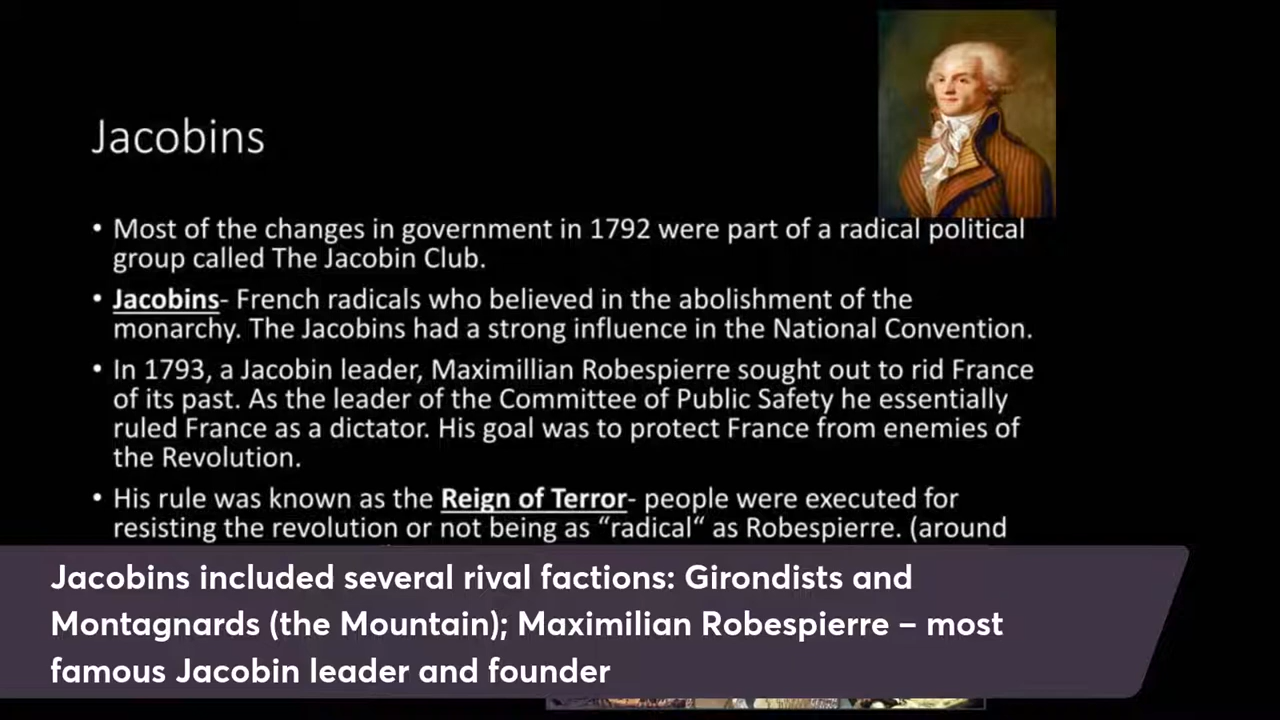 Jacobins
• Most of the changes in government in 1792 were part of a radical political
group called The Jacobin Club.
• Jacobins- French radicals who believed in the abolishment of the
monarchy. The Jacobins had a strong influence in the National Convention.
• In 1793, a Jacobin leader, Maximillian Robespierre sought out to rid France
of its past. As the leader of the Committee of Public Safety he essentially
ruled France as a dictator. His goal was to protect France from enemies of
the Revolution.
• His rule was known as the Reign of Terror- people were executed for
resisting the revolution or not being as “radical“ as Robespierre. (around
Jacobins included several rival factions: Girondists and
Montagnards (the Mountain); Maximilian Robespierre – most
famous Jacobin leader and founder